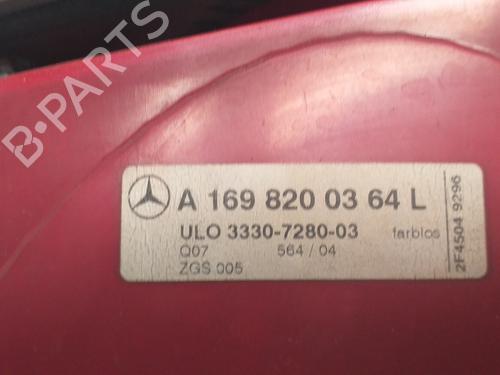 A 169 820 03 64 L
ULO 3330-7280-03 farblos
Q07 564 / 04
ZGS 005
2F4504 9296
B-PARTS